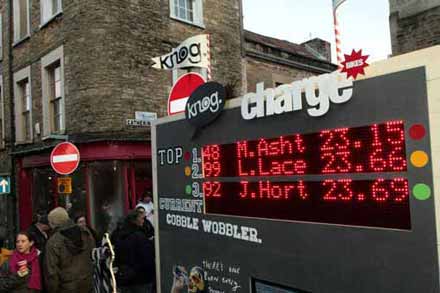 knog.
knog.
charge
BIKES
TOP
1. 48 M.Asht 23.15
2. 99 L.Lace 23.66
3. 92 J.Hort 23.69
CURRENT
COBBLE WOBBLER.